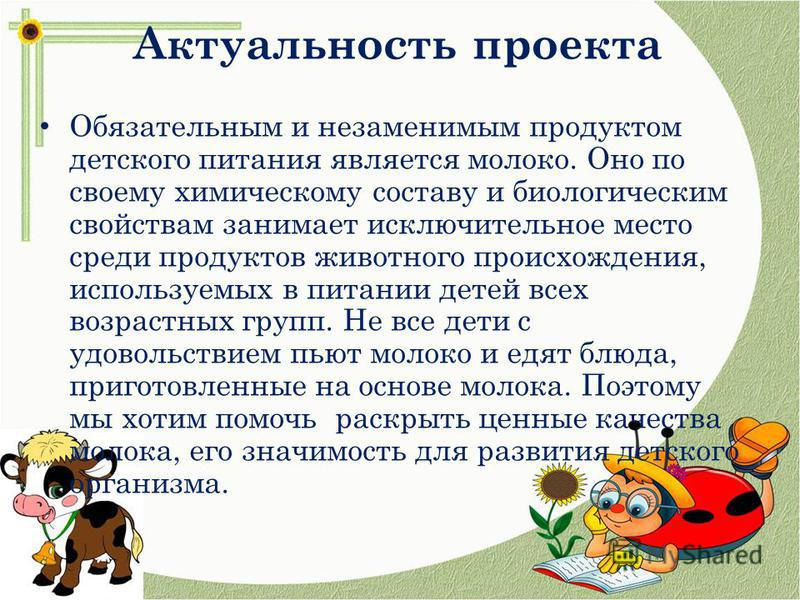 Актуальность проекта
• Обязательным и незаменимым продуктом
детского питания является молоко. Оно по
своему химическому составу и биологическим
свойствам занимает исключительное место
среди продуктов животного происхождения,
используемых в питании детей всех
возрастных групп. Не все дети с
удовольствием пьют молоко и едят блюда,
приготовленные на основе молока. Поэтому
мы хотим помочь раскрыть ценные качества
молока, его значимость для развития детского
организма.
MyShared